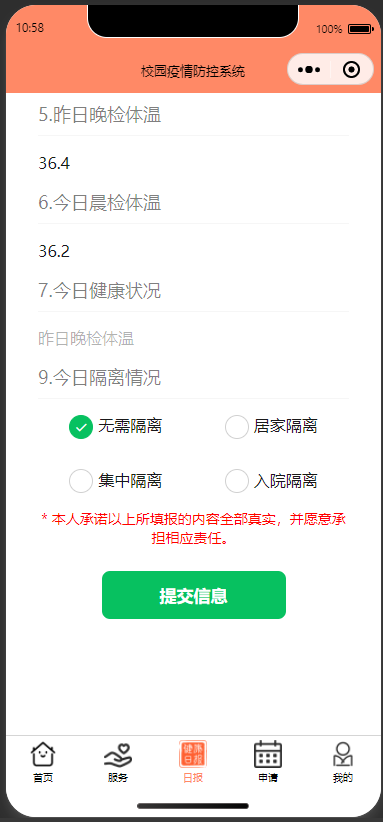 10:58
100%
校园疫情防控系统
5.昨日晚检体温
36.4
6.今日晨检体温
36.2
7.今日健康状况
昨日晚检体温
9.今日隔离情况
无需隔离 居家隔离
集中隔离 入院隔离
* 本人承诺以上所填报的内容全部真实，并愿意承
担相应责任。
提交信息
健康
日报
首页 服务 日报 申请 我的